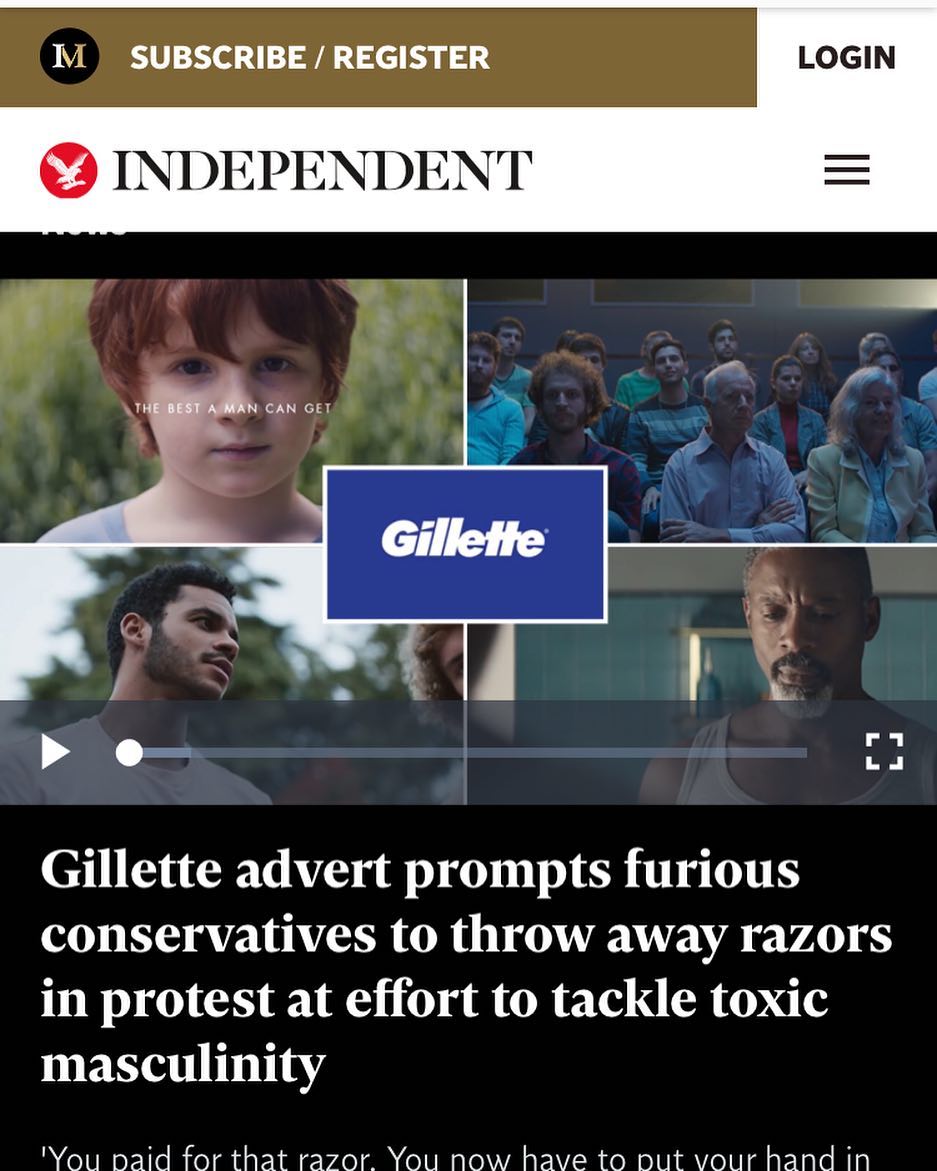 SUBSCRIBE / REGISTER
LOGIN
INDEPENDENT
News
THE BEST A MAN CAN GET
Gillette
Gillette advert prompts furious
conservatives to throw away razors
in protest at effort to tackle toxic
masculinity
'You paid for that razor. You now have to put your hand in